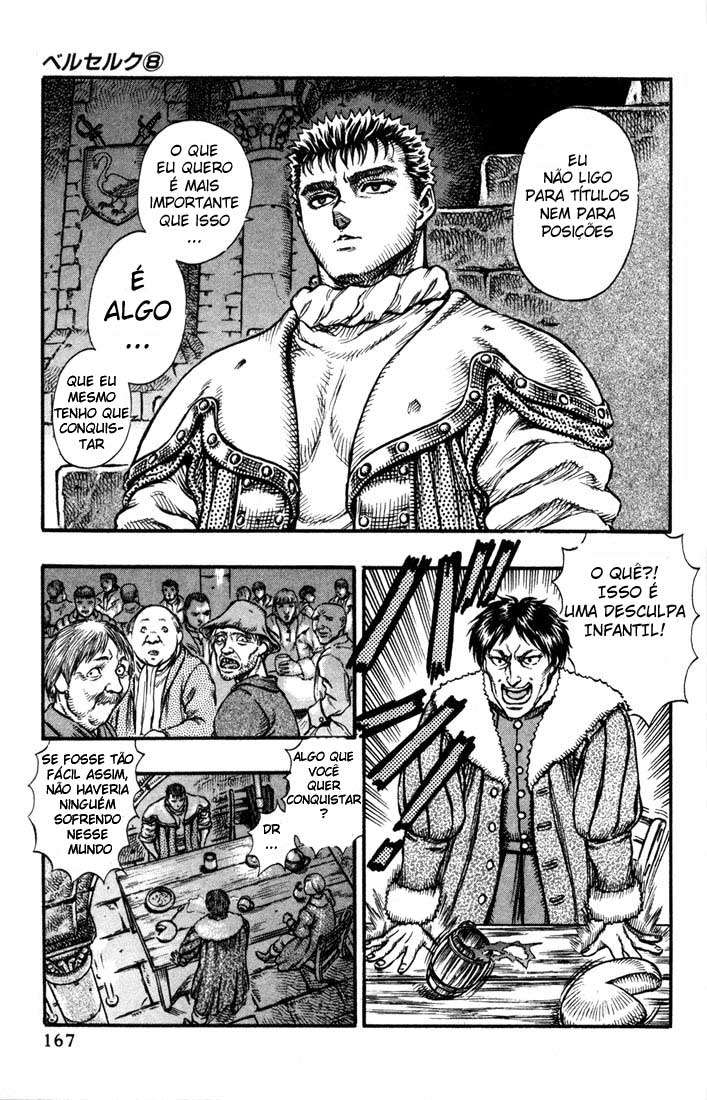 ベルセルク⑧
EU
NÃO LIGO
PARA TÍTULOS
NEM PARA
POSIÇÕES
O QUE
EU QUERO
É MAIS
IMPORTANTE
QUE ISSO
...
É
ALGO
...
QUE EU
MESMO
TENHO QUE
CONQUIS-
TAR
O QUÊ?!
ISSO É
UMA DESCULPA
INFANTIL!
ALGO QUE
VOCÊ
QUER
CONQUISTAR
?
DR
...
SE FOSSE TÃO
FÁCIL ASSIM,
NÃO HAVERIA
NINGUÉM
SOFRENDO
NESSE
MUNDO
167